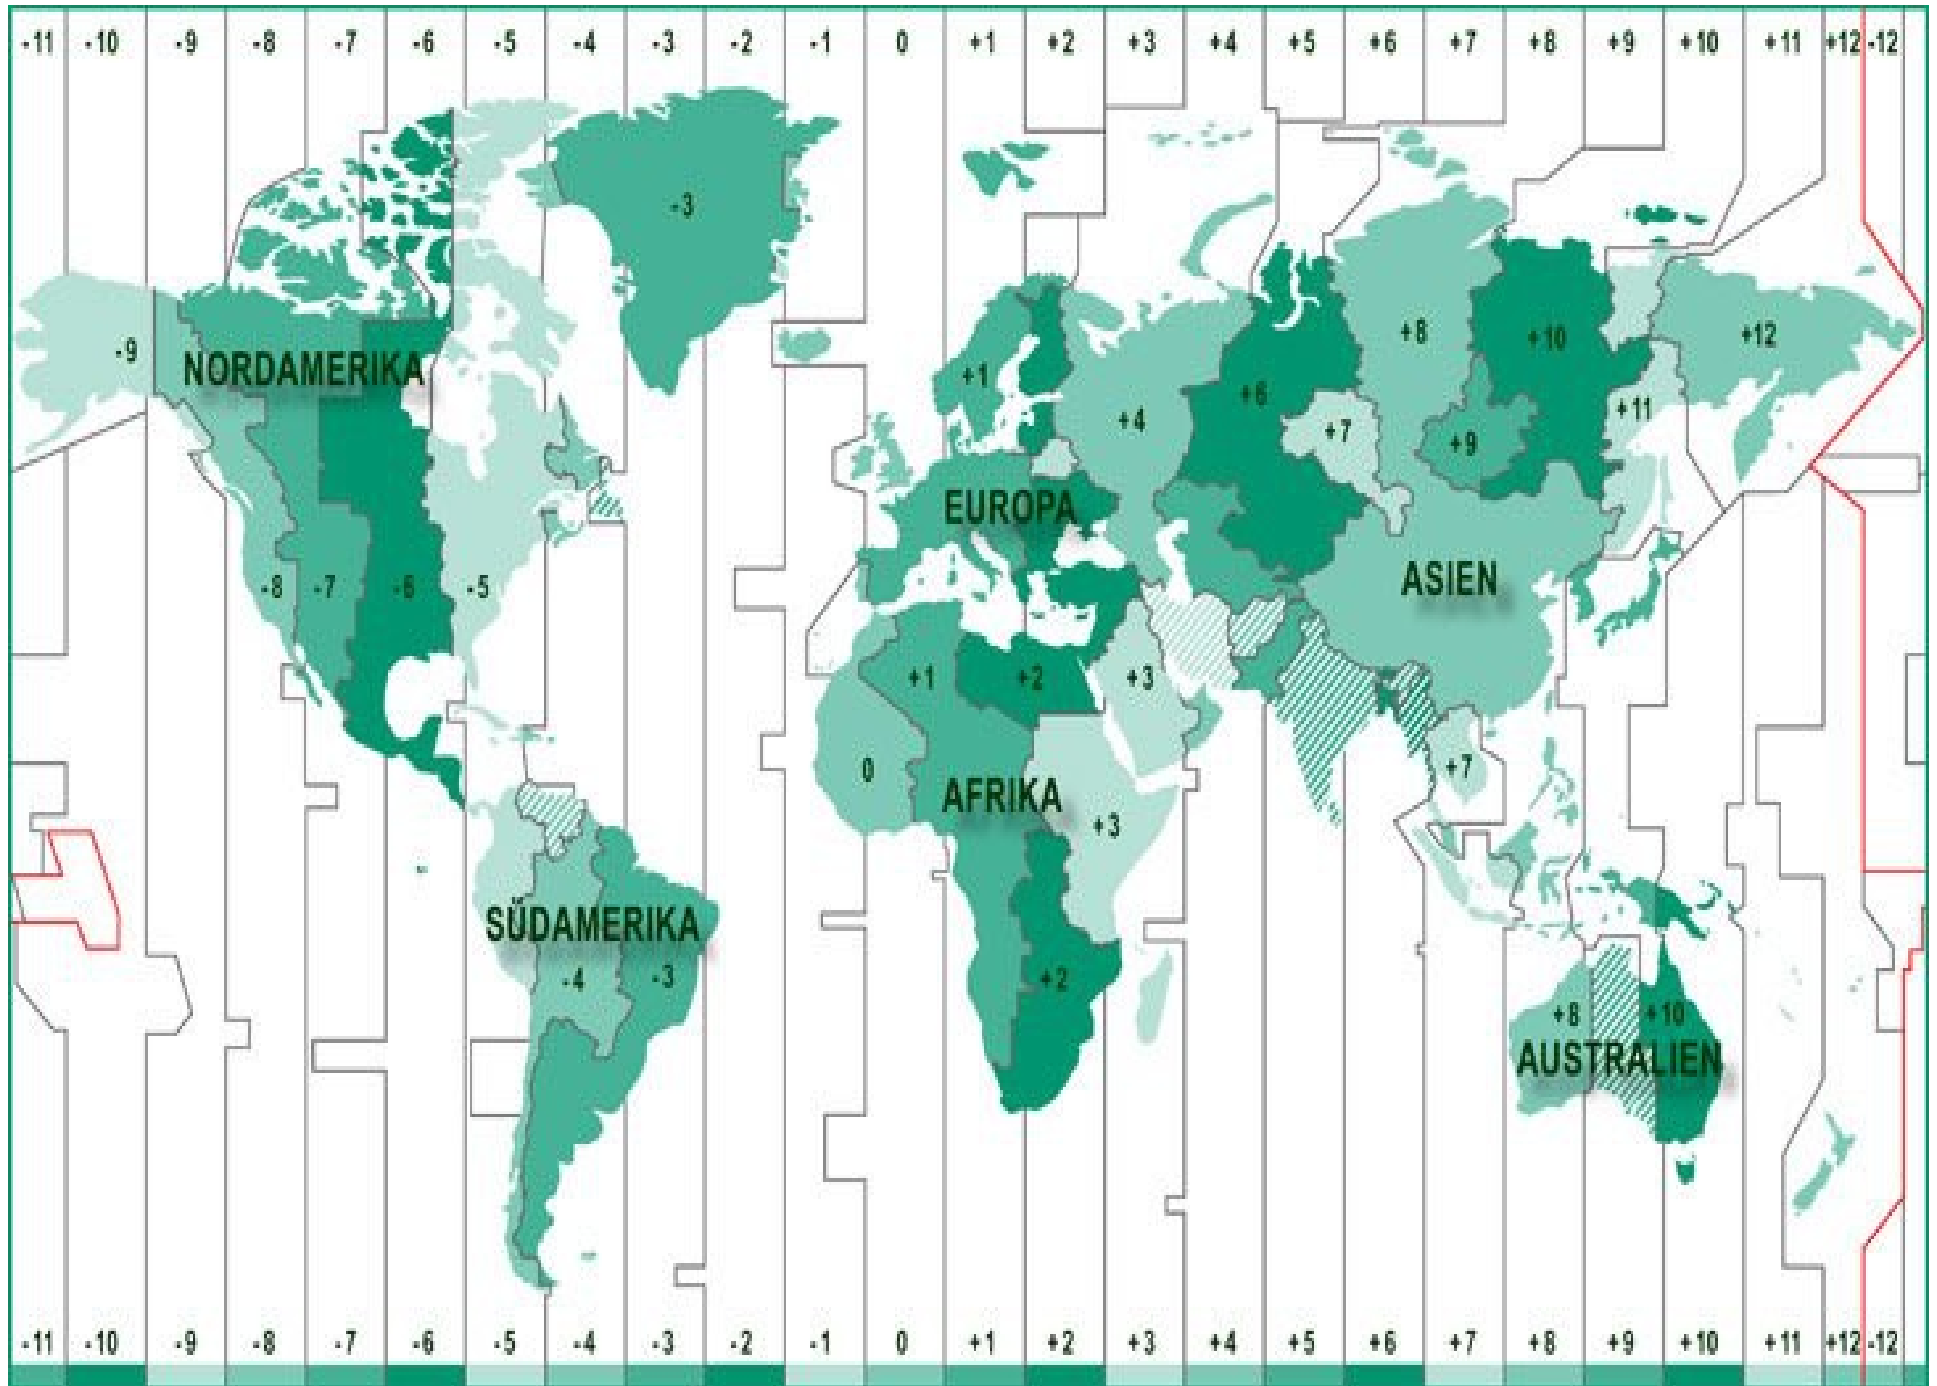 -11 -10 -9 -8 -7 -6 -5 -4 -3 -2 -1 0 +1 +2 +3 +4 +5 +6 +7 +8 +9 +10 +11 +12 -12
-3
-9
NORDAMERIKA
+1
+8
+10
+12
+4
+6
+7
+9
+11
EUROPA
ASIEN
-8 -7 -6 -5
+1
+2
+3
0
AFRIKA
+3
+7
SÜDAMERIKA
-4
-3
+2
+8
+10
AUSTRALIEN
-11 -10 -9 -8 -7 -6 -5 -4 -3 -2 -1 0 +1 +2 +3 +4 +5 +6 +7 +8 +9 +10 +11 +12 -12